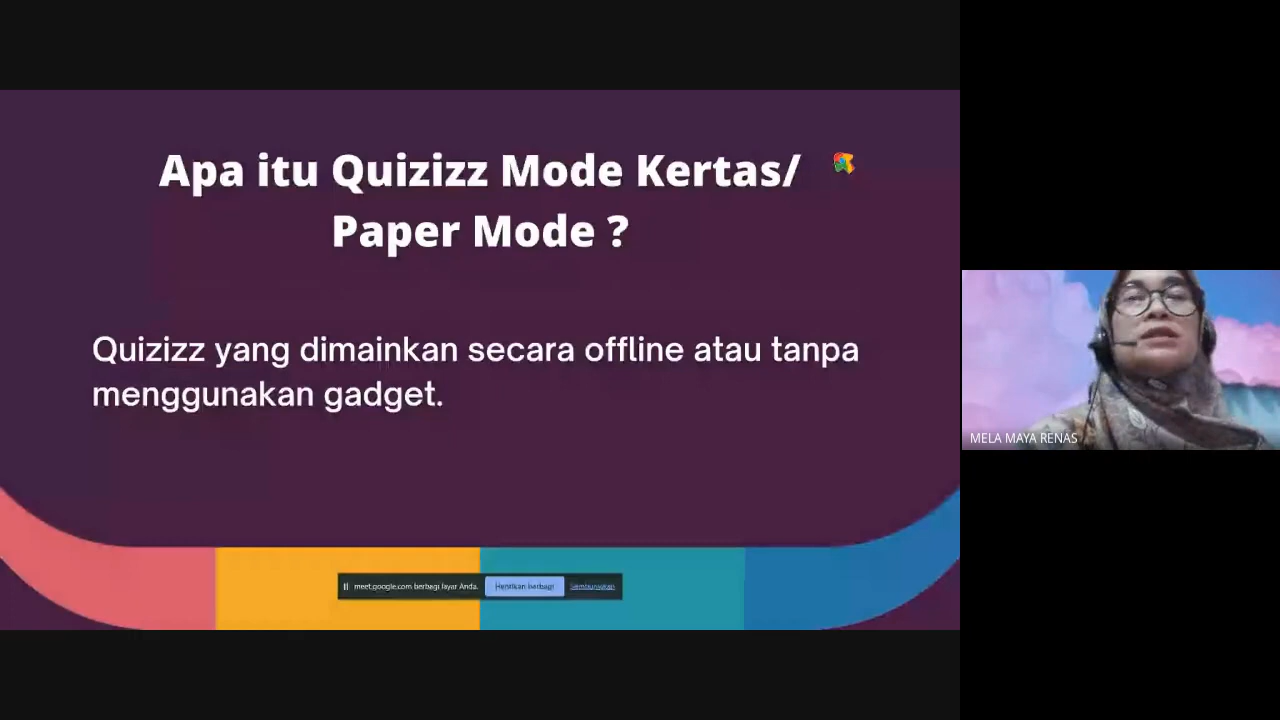 Apa itu Quizizz Mode Kertas/
Paper Mode ?
Quizizz yang dimainkan secara offline atau tanpa
menggunakan gadget.
meet.google.com berbagi layar Anda.
Hentikan berbagi
Sembunyikan
MELA MAYA RENAS